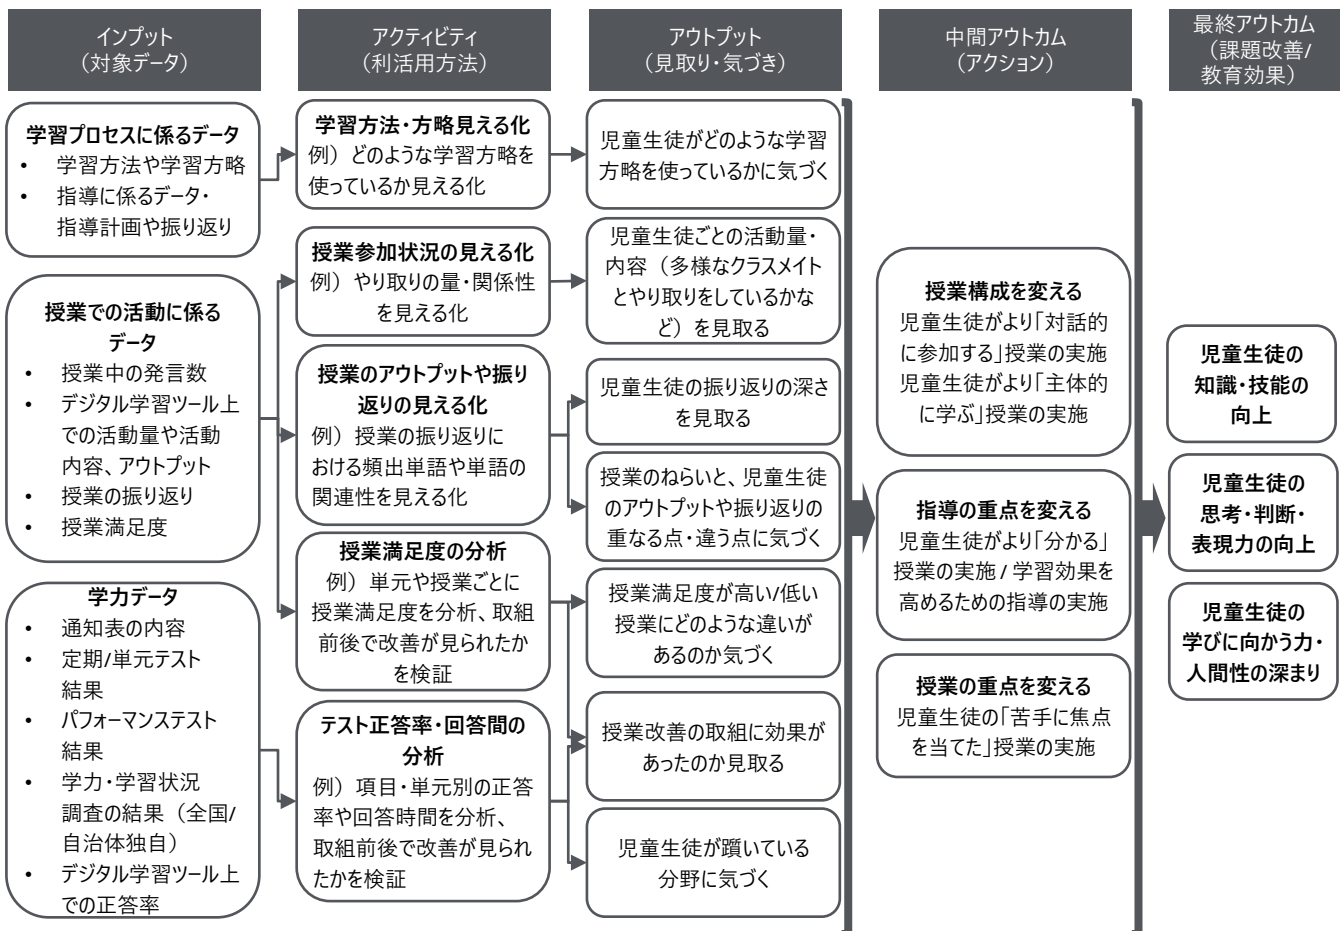 インプット
（対象データ）
アクティビティ
（利活用方法）
アウトプット
（見取り・気づき）
中間アウトカム
（アクション）
最終アウトカム
（課題改善/
教育効果）
学習プロセスに係るデータ
• 学習方法や学習方略
• 指導に係るデータ・
指導計画や振り返り
授業での活動に係る
データ
• 授業中の発言数
• デジタル学習ツール上
での活動量や活動
内容、アウトプット
• 授業の振り返り
• 授業満足度
学力データ
• 通知表の内容
• 定期/単元テスト
結果
• パフォーマンステスト
結果
• 学力・学習状況
調査の結果（全国/
自治体独自）
• デジタル学習ツール上
での正答率
学習方法・方略見える化
例）どのような学習方略を
使っているか見える化
授業参加状況の見える化
例）やり取りの量・関係性
を見える化
授業のアウトプットや振り
返りの見える化
例）授業の振り返りに
おける頻出単語や単語の
関連性を見える化
授業満足度の分析
例）単元や授業ごとに
授業満足度を分析、取組
前後で改善が見られたか
を検証
テスト正答率・回答間の
分析
例）項目・単元別の正答
率や回答時間を分析、
取組前後で改善が見られ
たかを検証
児童生徒がどのような学習
方略を使っているかに気づく
児童生徒ごとの活動量・
内容（多様なクラスメイト
とやり取りをしているかな
ど）を見取る
児童生徒の振り返りの深さ
を見取る
授業のねらいと、児童生徒
のアウトプットや振り返りの
重なる点・違う点に気づく
授業満足度が高い/低い
授業にどのような違いが
あるのか気づく
授業改善の取組に効果が
あったのか見取る
児童生徒が躓いている
分野に気づく
授業構成を変える
児童生徒がより「対話的
に参加する」授業の実施
児童生徒がより「主体的
に学ぶ」授業の実施
指導の重点を変える
児童生徒がより「分かる」
授業の実施 / 学習効果を
高めるための指導の実施
授業の重点を変える
児童生徒の「苦手に焦点
を当てた」授業の実施
児童生徒の
知識・技能の
向上
児童生徒の
思考・判断・
表現力の向上
児童生徒の
学びに向かう力・
人間性の深まり